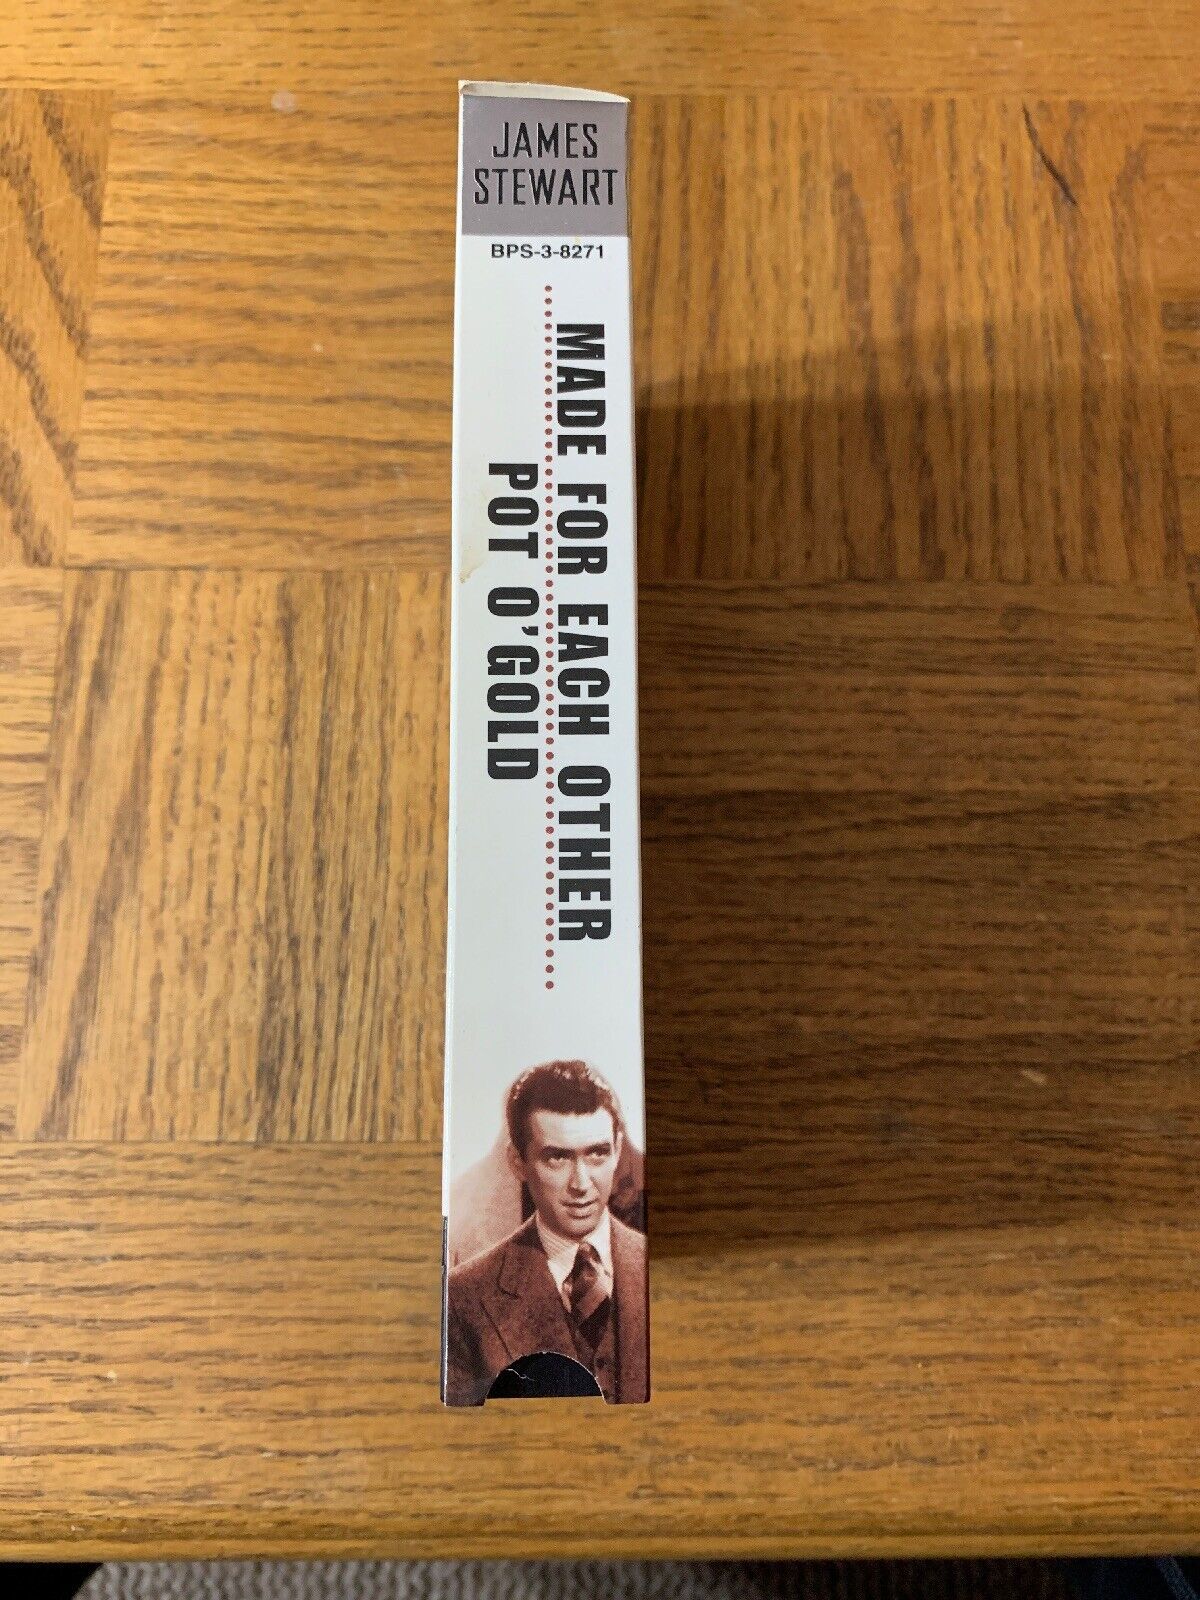 JAMES
STEWART
BPS-3-8271
MADE FOR EACH OTHER
POT O'GOLD